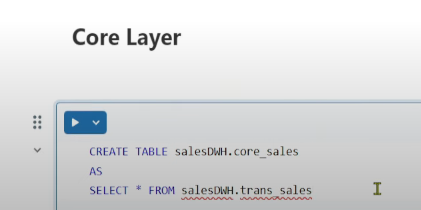 Core Layer
CREATE TABLE salesDWH.core_sales
AS
SELECT * FROM salesDWH.trans_sales